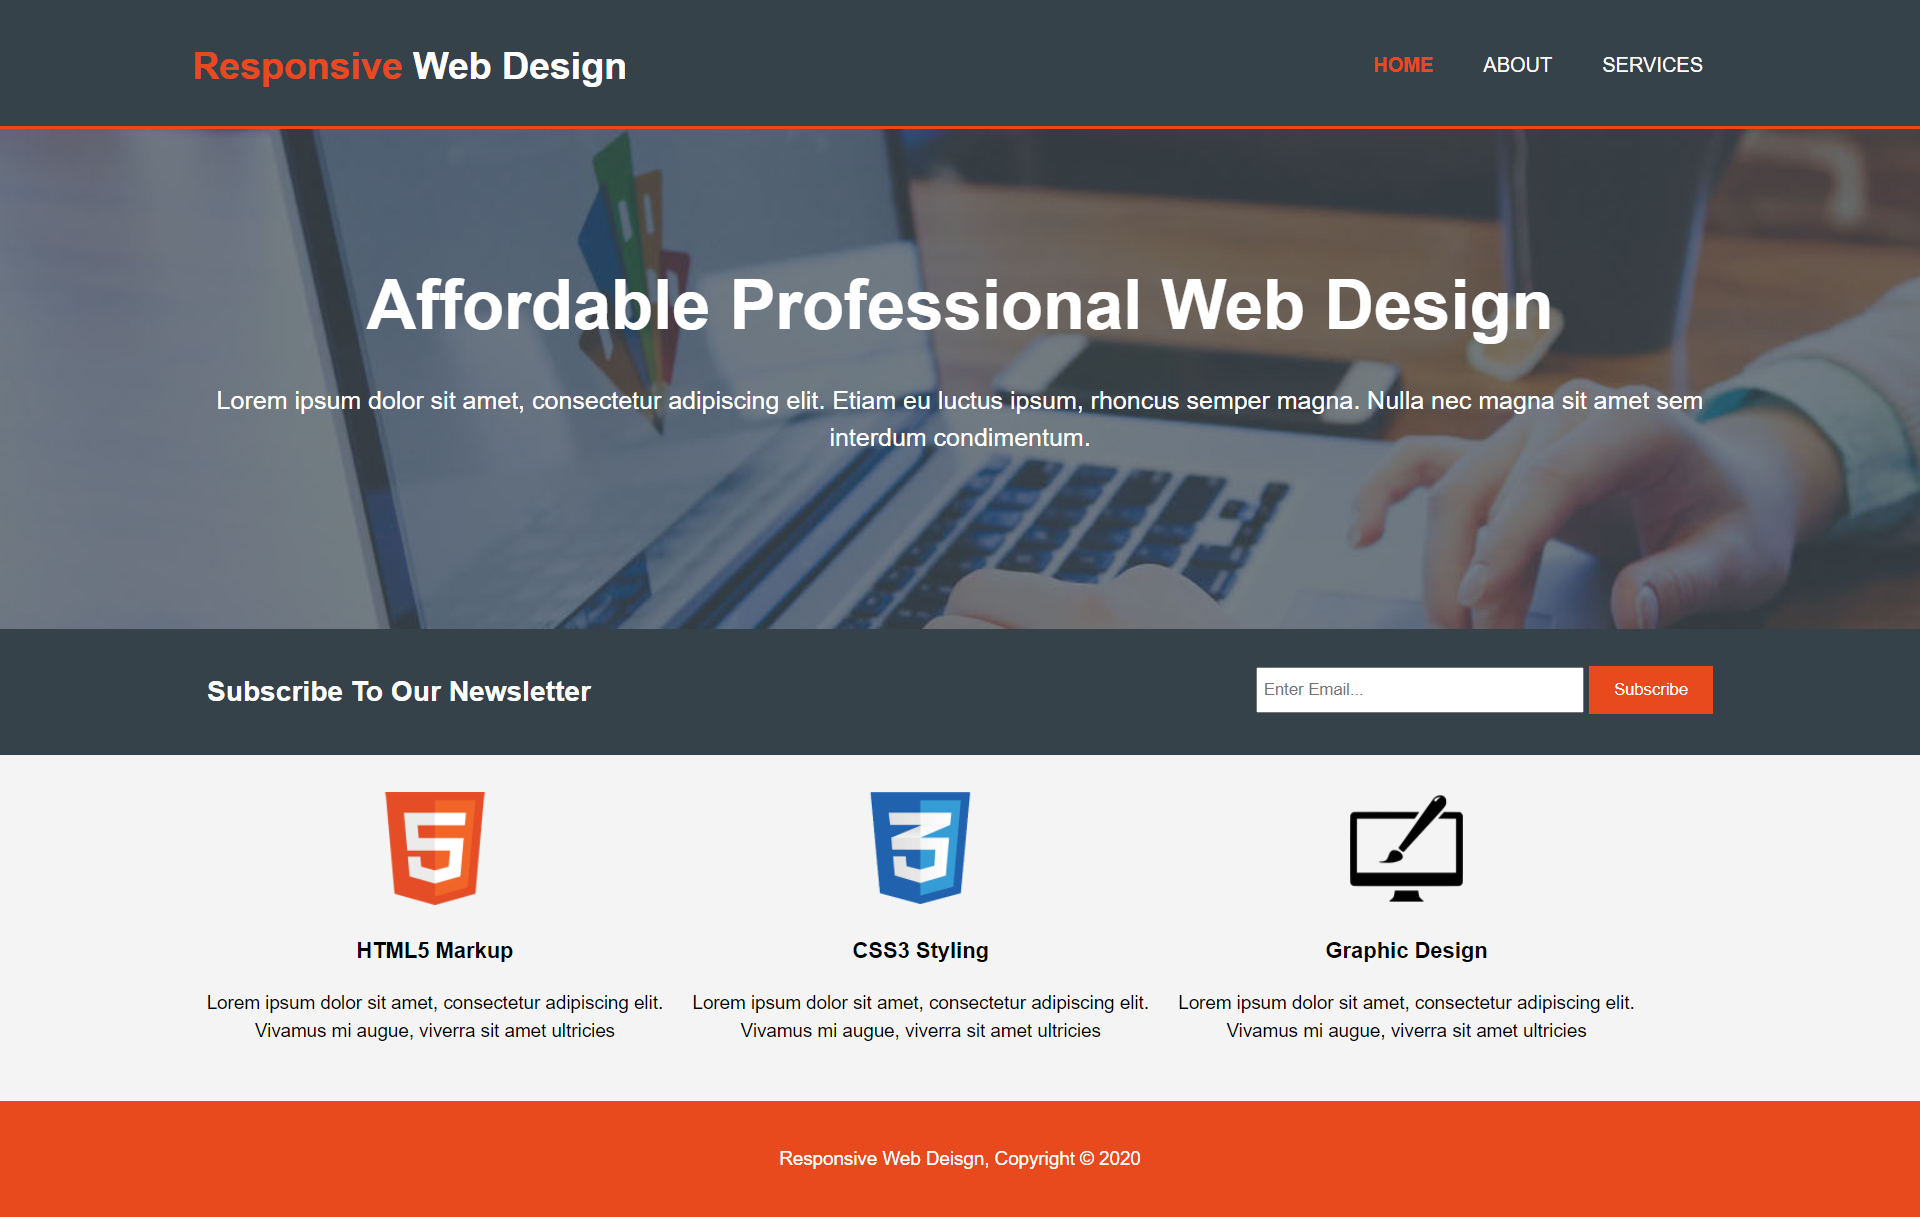 Responsive Web Design
HOME ABOUT SERVICES
Affordable Professional Web Design
Lorem ipsum dolor sit amet, consectetur adipiscing elit. Etiam eu luctus ipsum, rhoncus semper magna. Nulla nec magna sit amet sem
interdum condimentum.
Subscribe To Our Newsletter
Enter Email...
Subscribe
HTML5 Markup
Lorem ipsum dolor sit amet, consectetur adipiscing elit.
Vivamus mi augue, viverra sit amet ultricies
CSS3 Styling
Lorem ipsum dolor sit amet, consectetur adipiscing elit.
Vivamus mi augue, viverra sit amet ultricies
Graphic Design
Lorem ipsum dolor sit amet, consectetur adipiscing elit.
Vivamus mi augue, viverra sit amet ultricies
Responsive Web Deisgn, Copyright © 2020